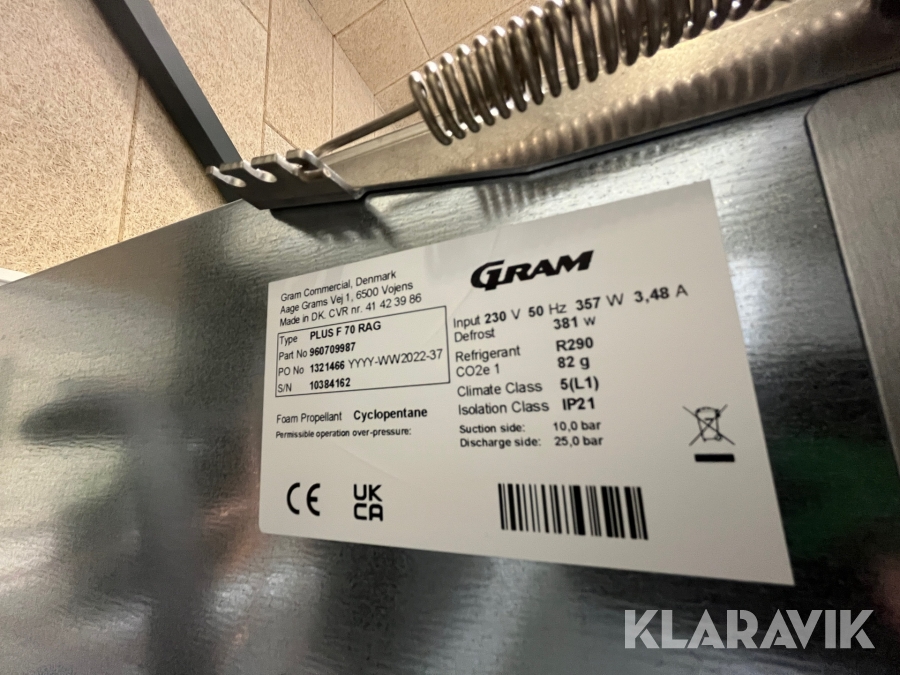 GRAM
Gram Commercial, Denmark
Aage Grams Vej 1, 6500 Vojens
Made in DK, CVR nr. 41 42 39 86
Type PLUS F 70 RAG
Part No 960709987
PO No 1321466 YYYY-WW2022-37
S/N 10384162
Foam Propellant Cyclopentane
Permissible operation over-pressure:
CE
UK
CA
Input 230 V 50 Hz 357 W 3,48 A
Defrost 381 w
Refrigerant R290
CO2e 1 82 g
Climate Class 5(L1)
Isolation Class IP21
Suction side: 10,0 bar
Discharge side: 25,0 bar
KLARAVIK